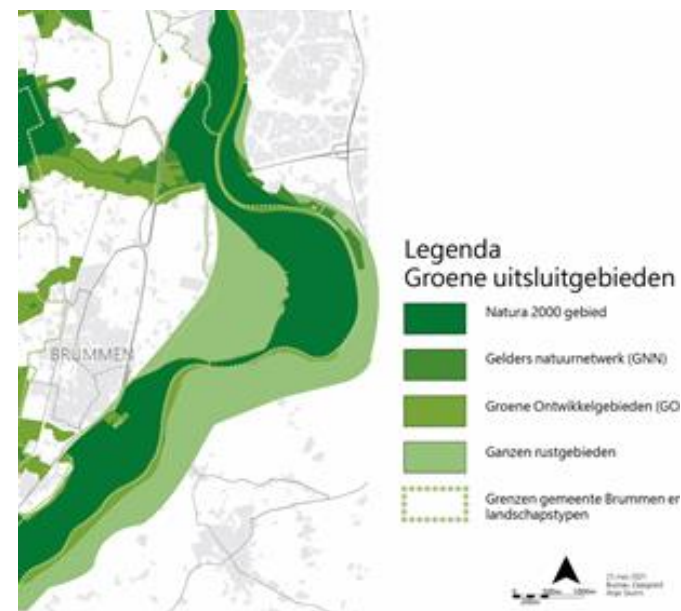 BRUMMEN
Legenda
Groene uitsluitgebieden
Natura 2000 gebied
Gelders natuurnetwerk (GNN)
Groene Ontwikkelgebieden (GO
Ganzen rustgebieden
Grenzen gemeente Brummen en
landschapstypen